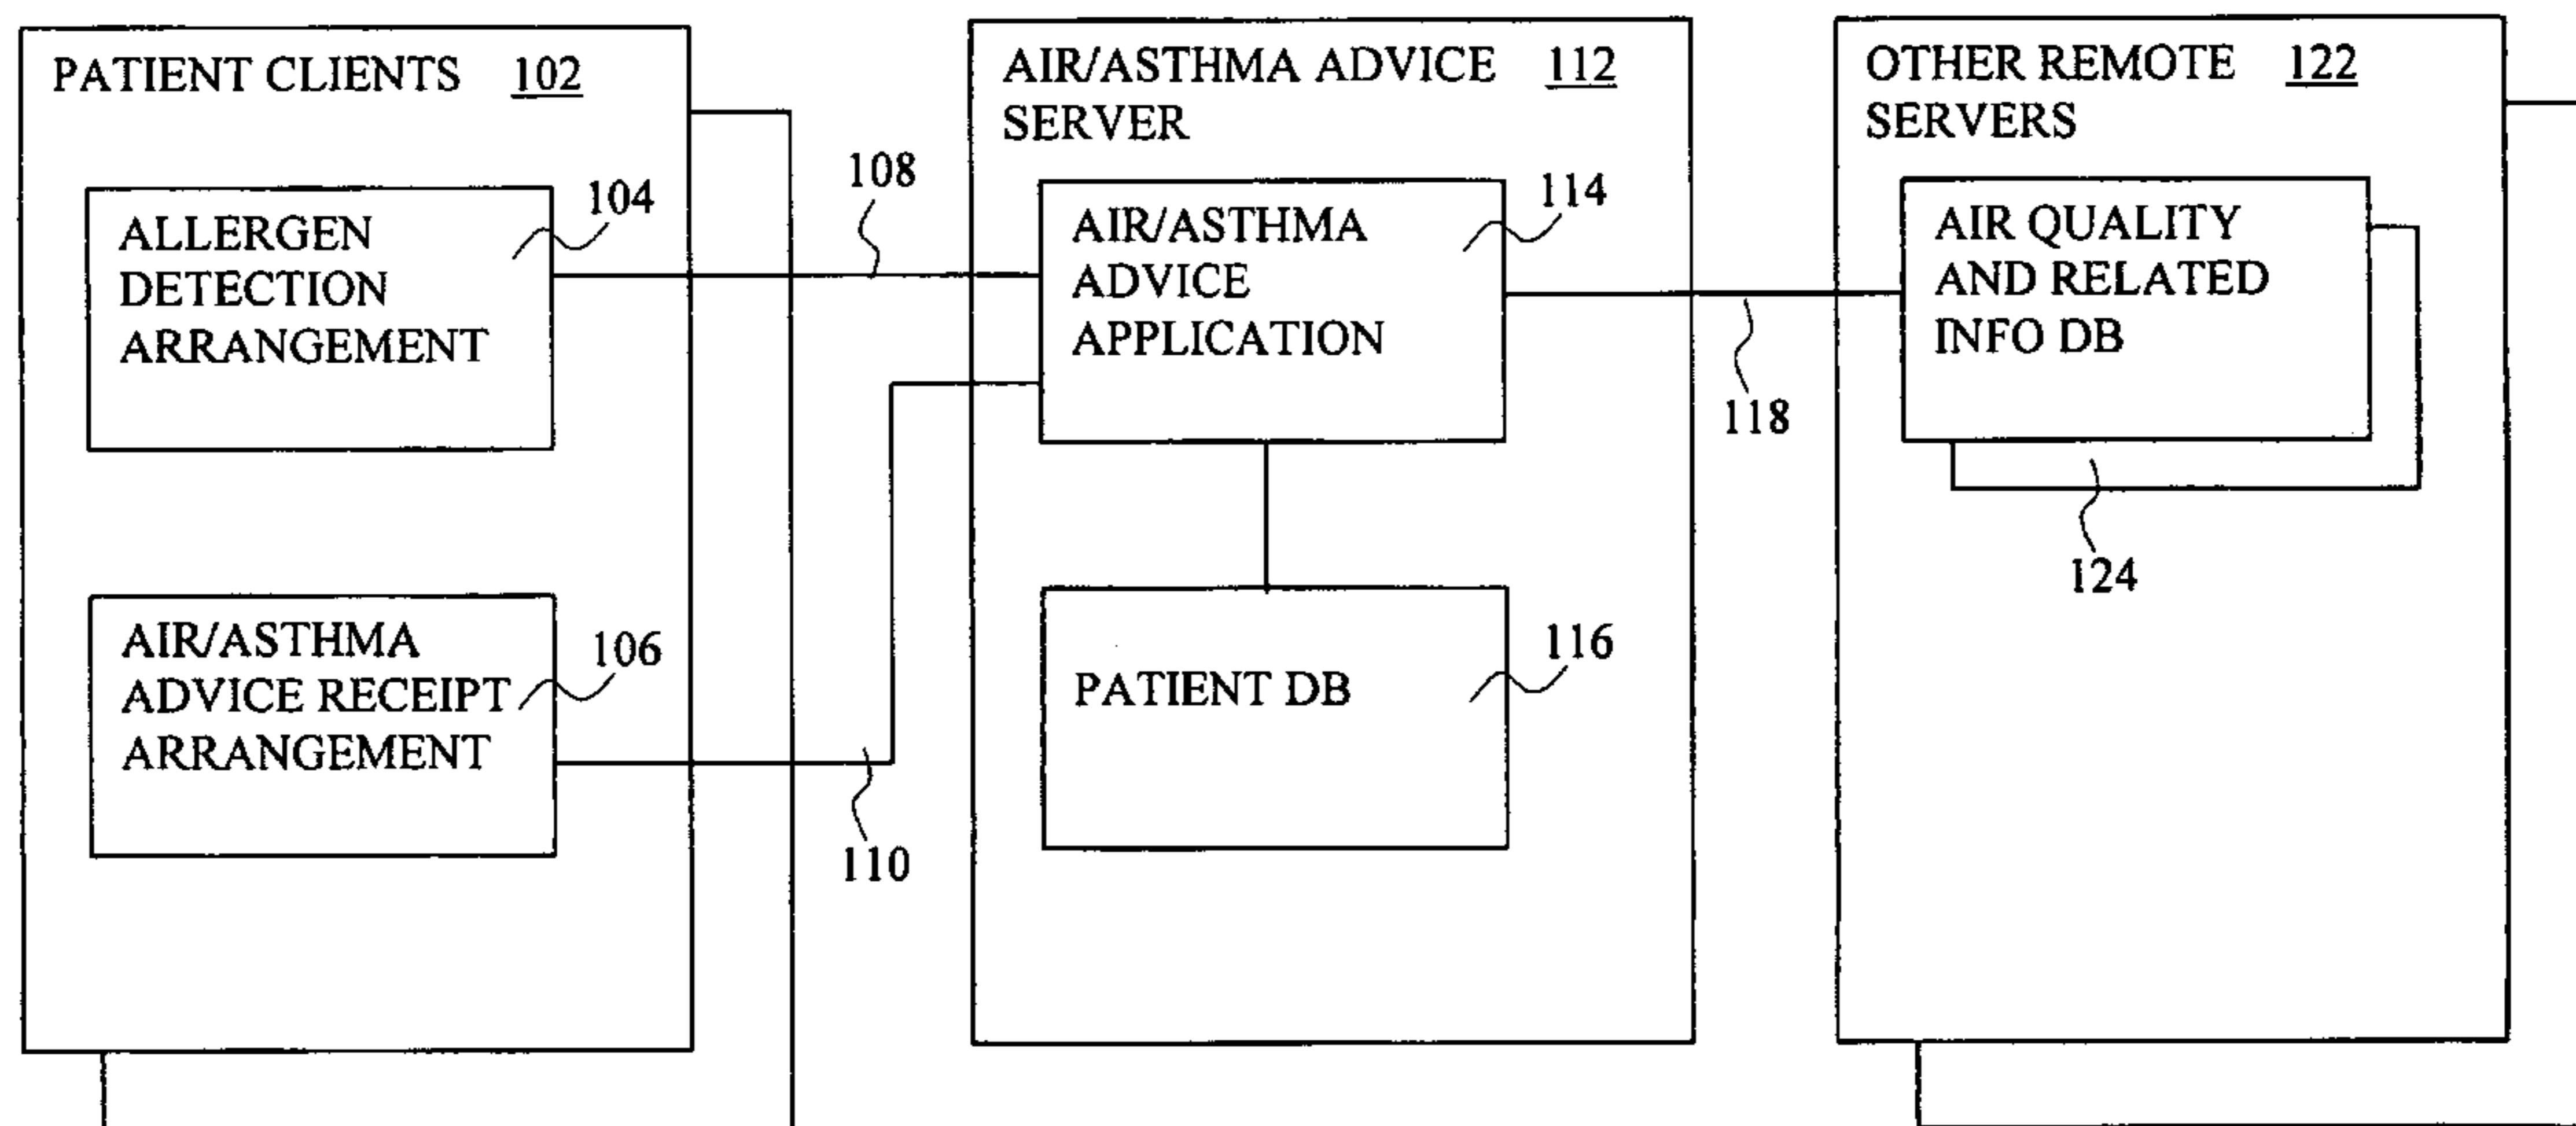 PATIENT CLIENTS 102
ALLERGEN
DETECTION
ARRANGEMENT
104
AIR/ASTHMA
ADVICE RECEIPT
ARRANGEMENT
106
108
110
AIR/ASTHMA ADVICE 112
SERVER
AIR/ASTHMA
ADVICE
APPLICATION
114
PATIENT DB
116
118
OTHER REMOTE 122
SERVERS
AIR QUALITY
AND RELATED
INFO DB
124